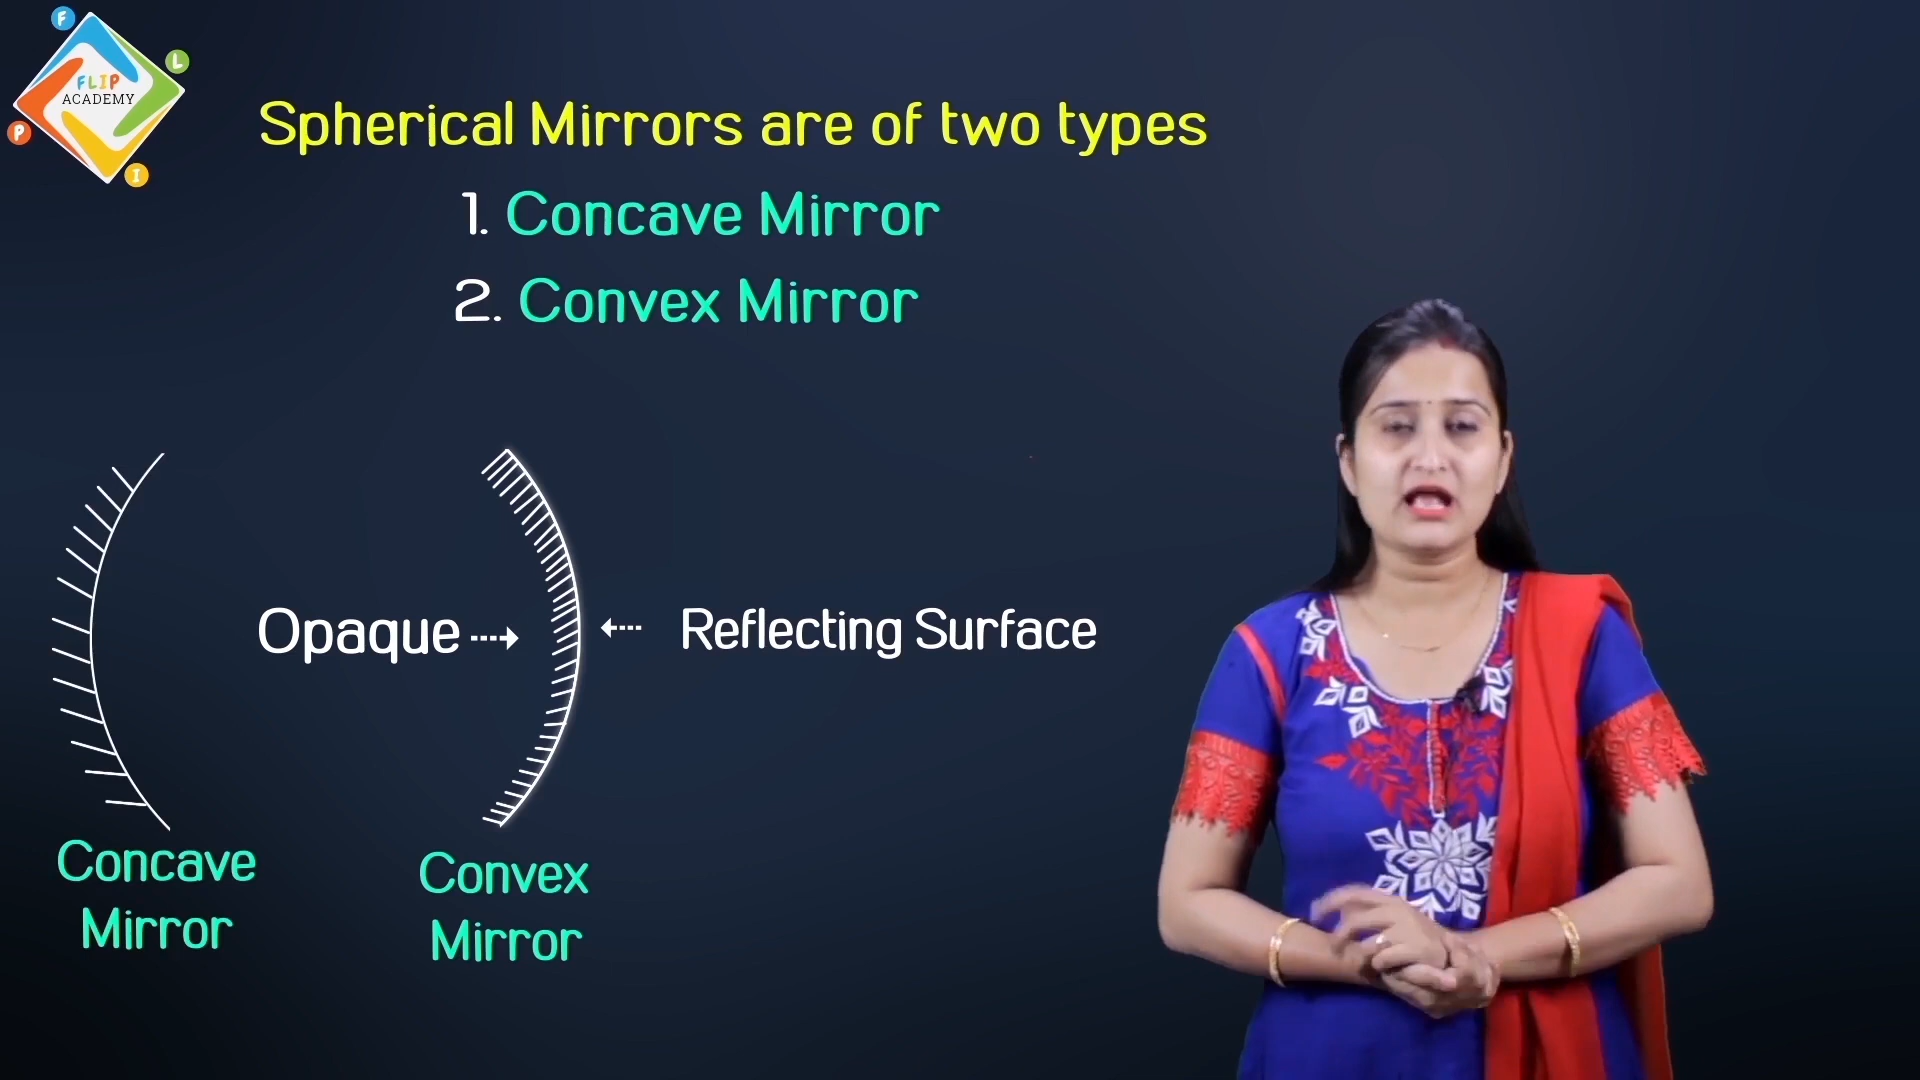 F
L
FLIP
ACADEMY
P
I
Spherical Mirrors are of two types
1. Concave Mirror
2. Convex Mirror
Opaque
Reflecting Surface
Concave
Mirror
Convex
Mirror